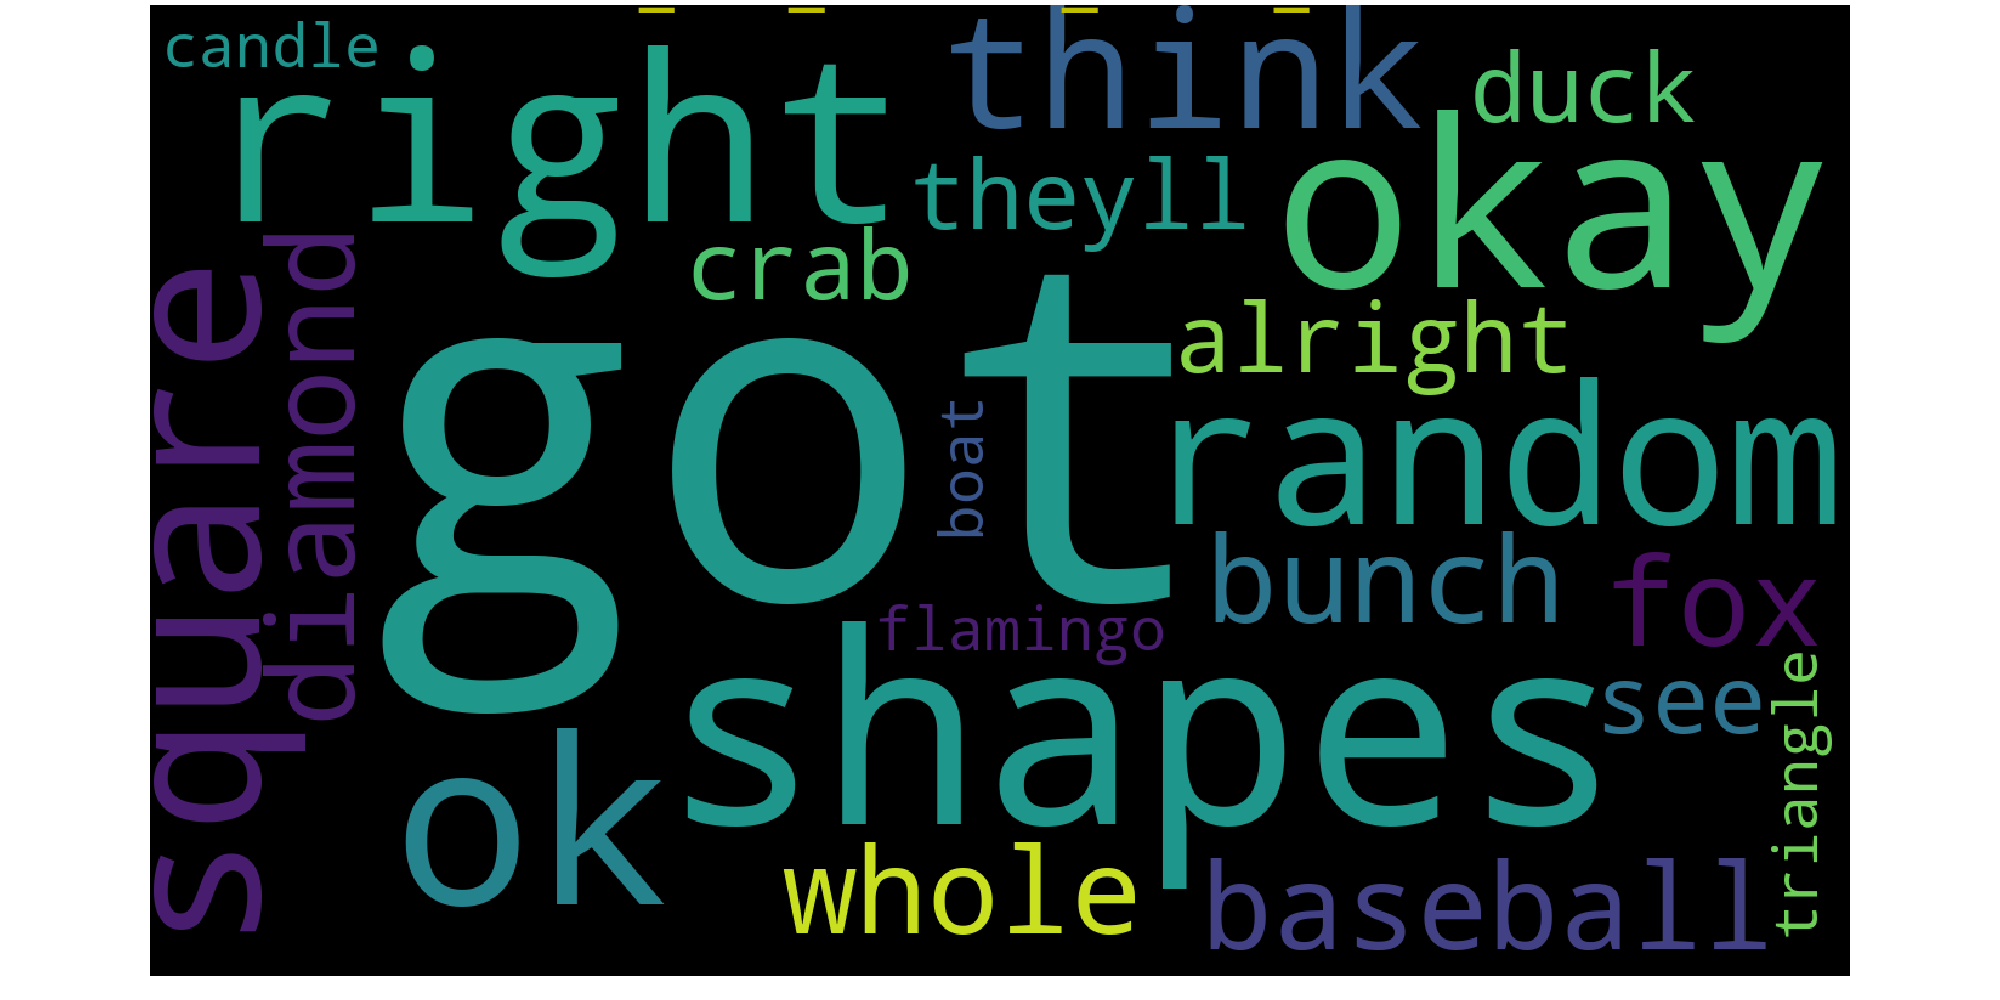 candle
right
think
duck
okay
theyll
crab
square
diamond
got
alright
boat
random
bunch
fox
flamingo
shapes
see
triangle
ok
whole
baseball